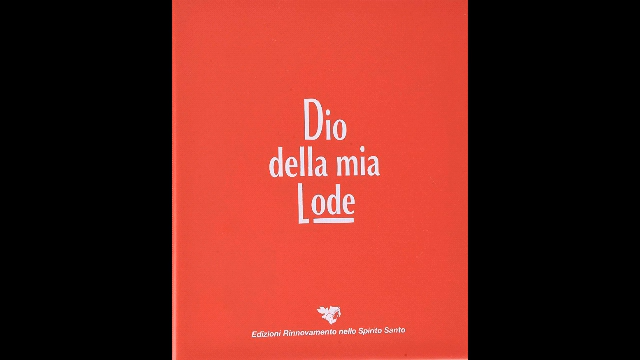 Dio
della mia
Lode
Edizioni Rinnovamento nello Spirito Santo